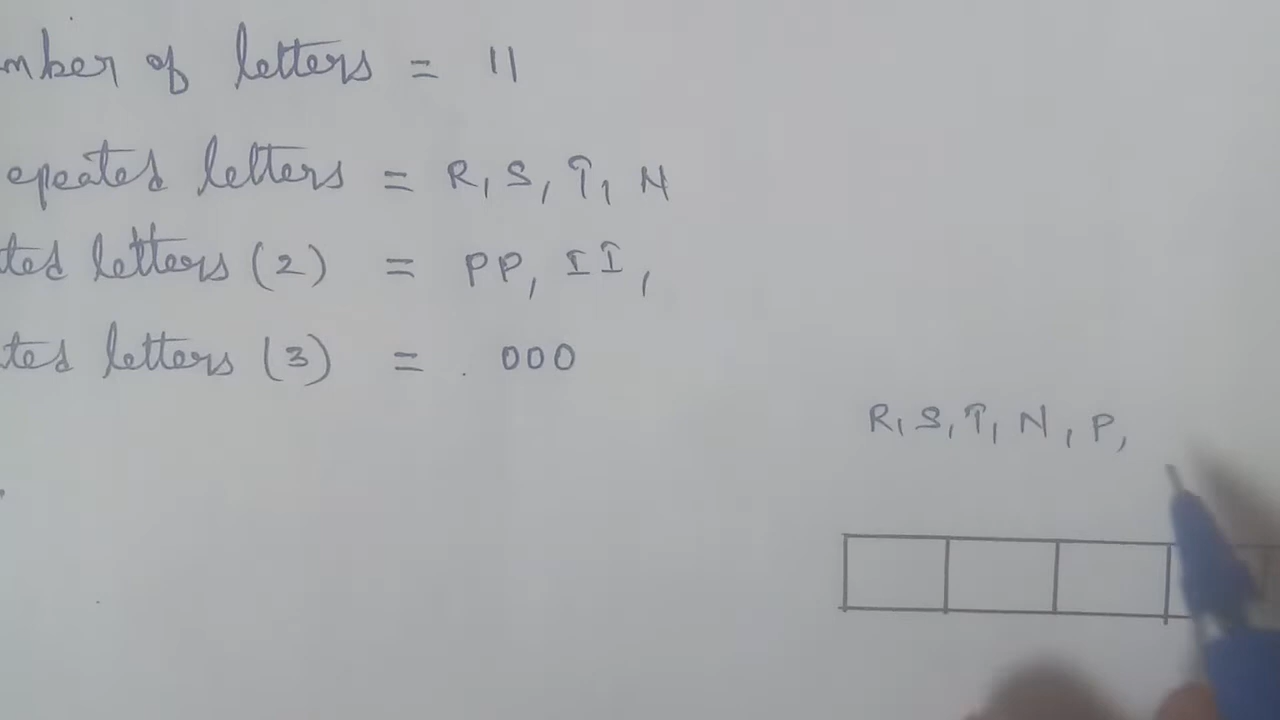 mber of letters = 11
epeated letters = R, S, T, N
ted letters (2) = PP, II,
ted letters (3) = . OOO
R, S, T, N, P,